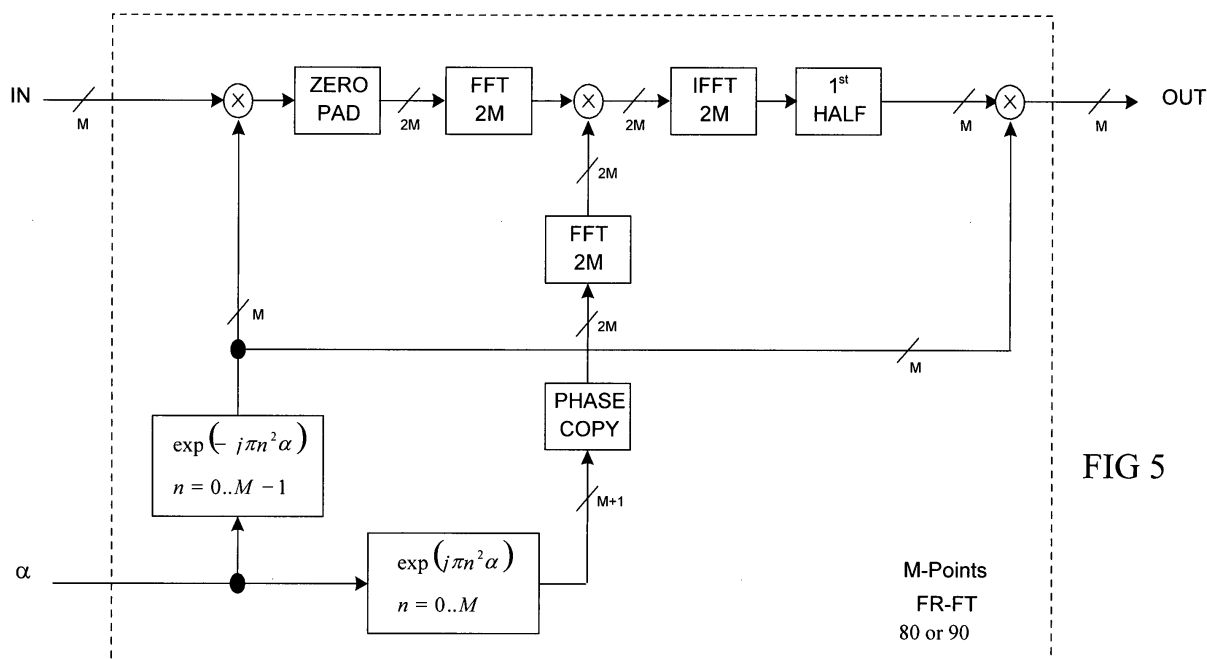 IN
M
×
ZERO
PAD
2M
FFT
2M
×
2M
IFFT
2M
1st
HALF
M
×
M
OUT
2M
FFT
2M
2M
M
M
PHASE
COPY
M+1
exp(- jπn²α)
n = 0..M − 1
exp(jπn²α)
n = 0..M
α
FIG 5
M-Points
FR-FT
80 or 90